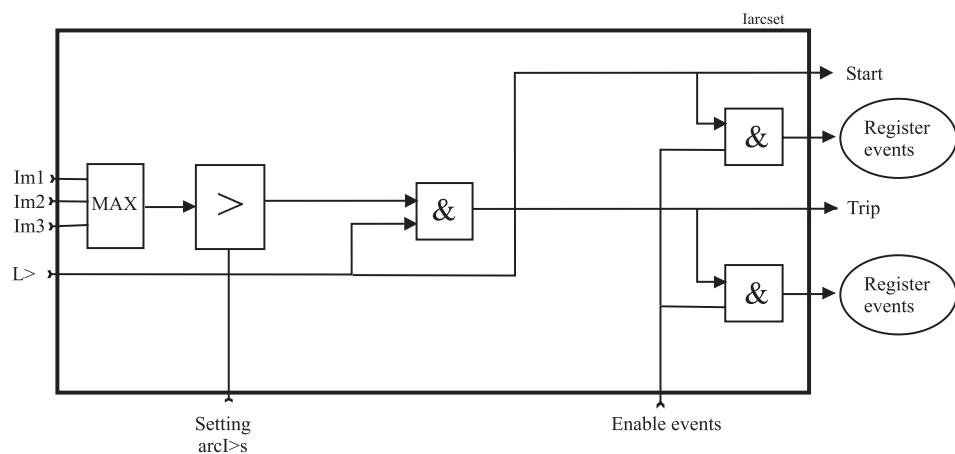 Iarcset
Start
Register
events
&
Im1
Im2
Im3
MAX
>
&
Trip
L>
&
Register
events
Setting
arcI>s
Enable events